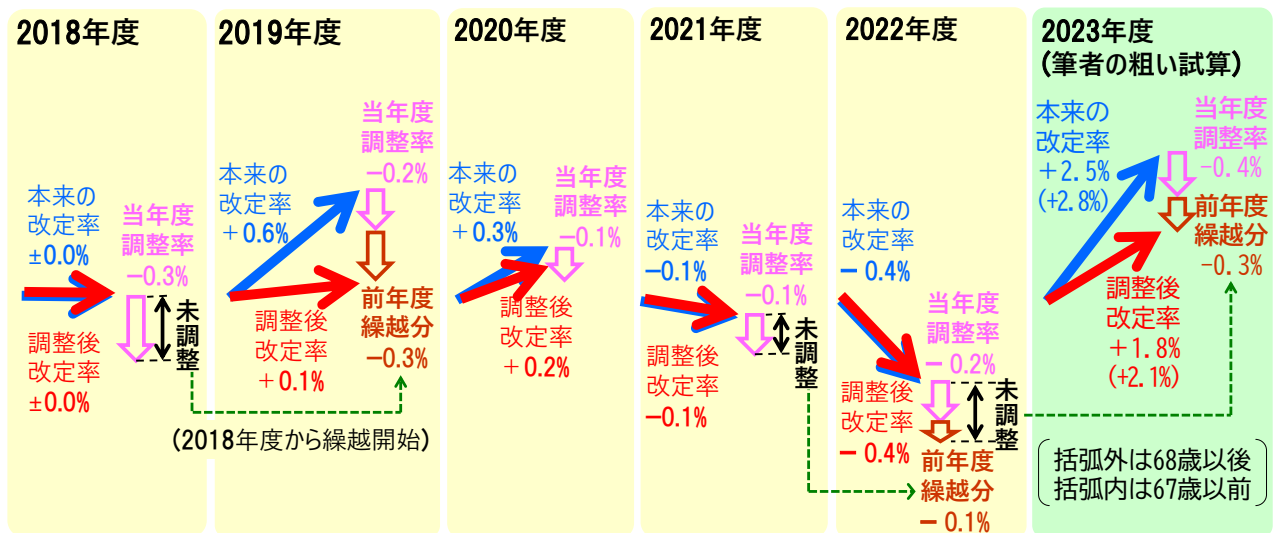 2018年度
本来の
改定率
±0.0%
当年度
調整率
−0.3%
未
調
整
調整後
改定率
±0.0%
2019年度
当年度
調整率
−0.2%
本来の
改定率
＋0.6%
調整後
改定率
＋0.1%
前年度
繰越分
−0.3%
(2018年度から繰越開始)
2020年度
本来の
改定率
＋0.3%
当年度
調整率
−0.1%
調整後
改定率
＋0.2%
2021年度
本来の
改定率
−0.1%
当年度
調整率
−0.1%
未
調
整
調整後
改定率
−0.1%
2022年度
本来の
改定率
− 0.4%
当年度
調整率
− 0.2%
未
調
整
調整後
改定率
− 0.4%
前年度
繰越分
− 0.1%
2023年度
(筆者の粗い試算)
本来の
改定率
＋2.5%
(+2.8%)
当年度
調整率
−0.4%
前年度
繰越分
−0.3%
調整後
改定率
＋1.8%
(+2.1%)
括弧外は68歳以後
括弧内は67歳以前